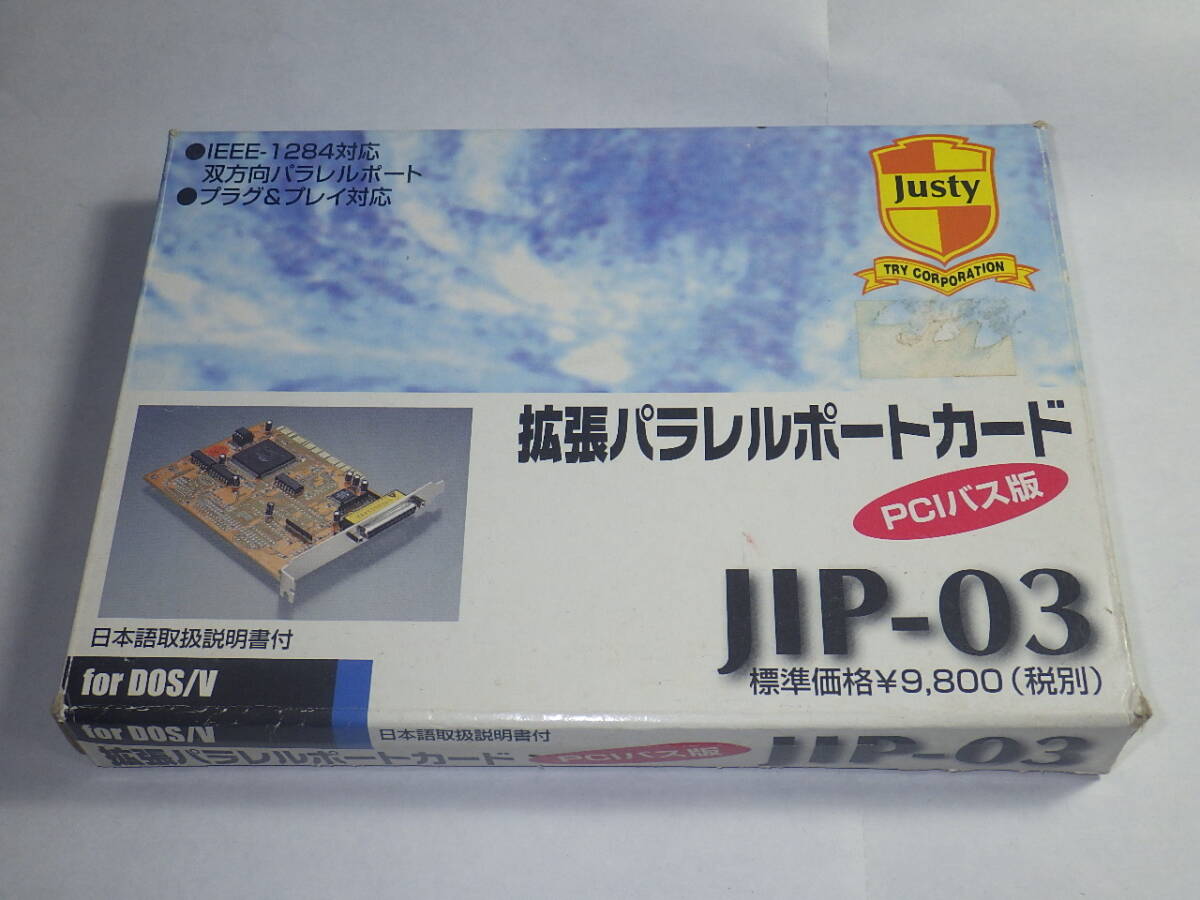 ●IEEE-1284対応
双方向パラレルポート
●プラグ&プレイ対応
Justy
TRY CORPORATION
拡張パラレルポートカード
PCIバス版
JIP-03
標準価格¥9,800(税別)
日本語取扱説明書付
for DOS/V
for DOS/V
日本語取扱説明書付
拡張パラレルポートカード
PCIバス版
JIP-03